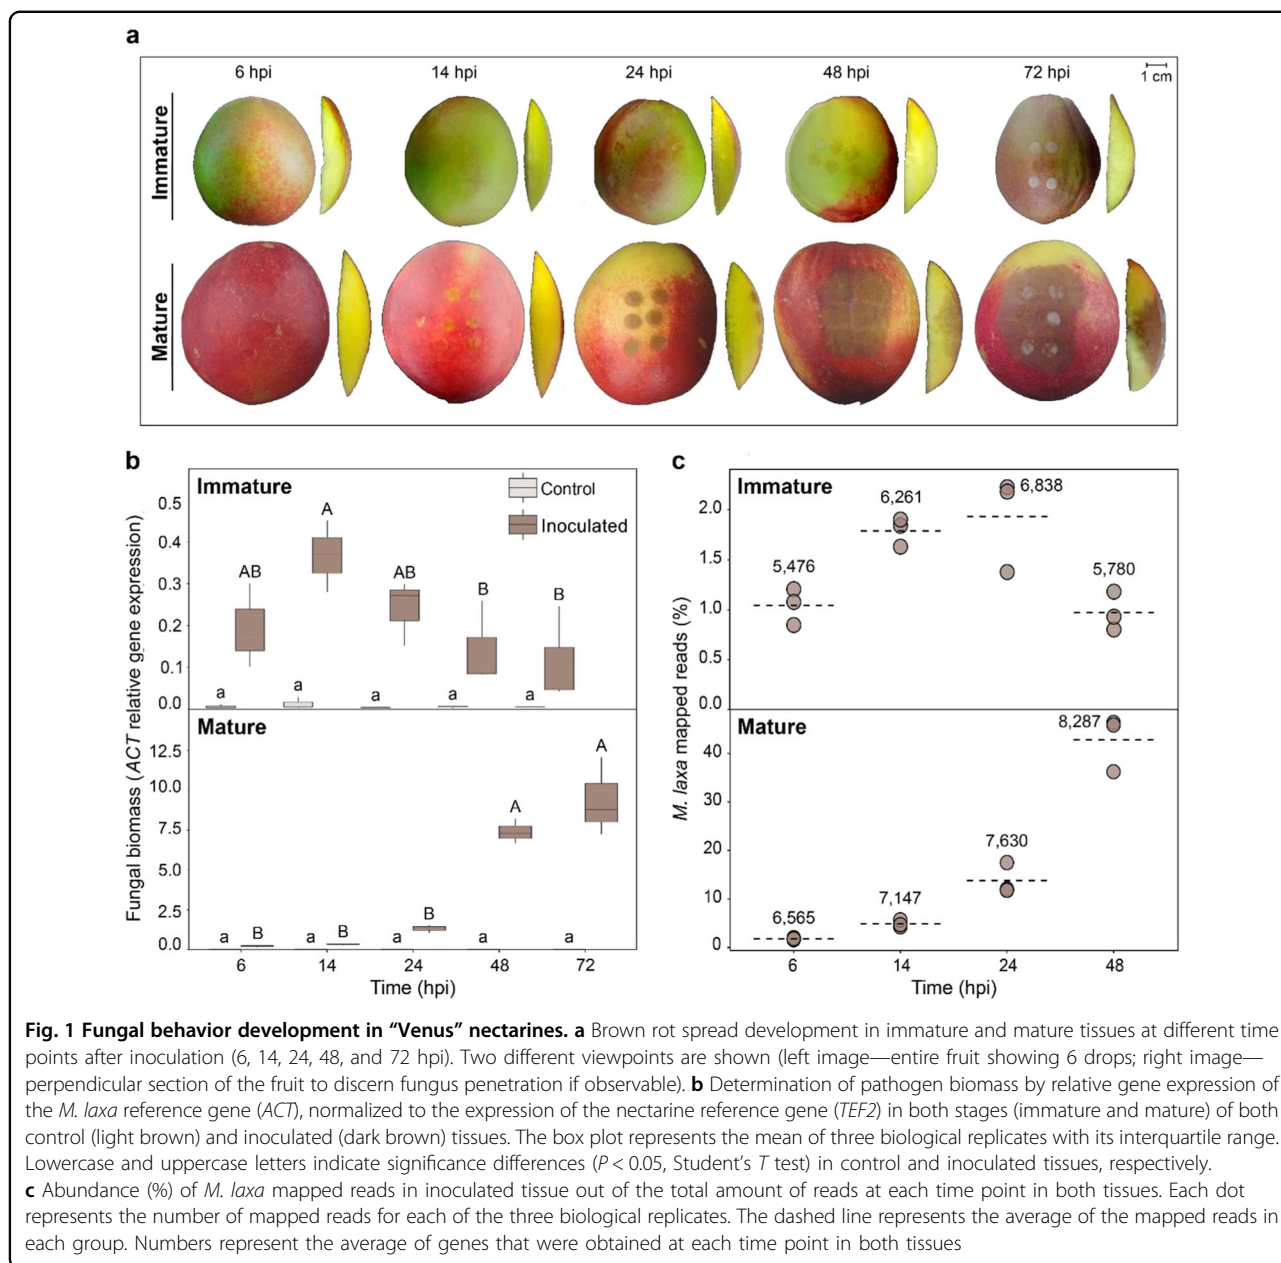 a
6 hpi 14 hpi 24 hpi 48 hpi 72 hpi
1 cm
Immature
Mature
b
Immature
Control
Inoculated
Fungal biomass (ACT relative gene expression)
0.5
0.4
0.3
0.2
0.1
0.0
AB A AB B B
a a a a a
Mature
12.5
10.0
7.5
5.0
2.5
0.0
a B a B a B a A a A
6 14 24 48 72
Time (hpi)
c
Immature
M. laxa mapped reads (%)
2.0
1.5
1.0
0.5
0.0
5,476 6,261 6,838 5,780
Mature
40
30
20
10
0
6,565 7,147 7,630 8,287
6 14 24 48
Time (hpi)
Fig. 1 Fungal behavior development in “Venus” nectarines. a Brown rot spread development in immature and mature tissues at different time
points after inoculation (6, 14, 24, 48, and 72 hpi). Two different viewpoints are shown (left image—entire fruit showing 6 drops; right image—
perpendicular section of the fruit to discern fungus penetration if observable). b Determination of pathogen biomass by relative gene expression of
the M. laxa reference gene (ACT), normalized to the expression of the nectarine reference gene (TEF2) in both stages (immature and mature) of both
control (light brown) and inoculated (dark brown) tissues. The box plot represents the mean of three biological replicates with its interquartile range.
Lowercase and uppercase letters indicate significance differences (P < 0.05, Student’s T test) in control and inoculated tissues, respectively.
c Abundance (%) of M. laxa mapped reads in inoculated tissue out of the total amount of reads at each time point in both tissues. Each dot
represents the number of mapped reads for each of the three biological replicates. The dashed line represents the average of the mapped reads in
each group. Numbers represent the average of genes that were obtained at each time point in both tissues